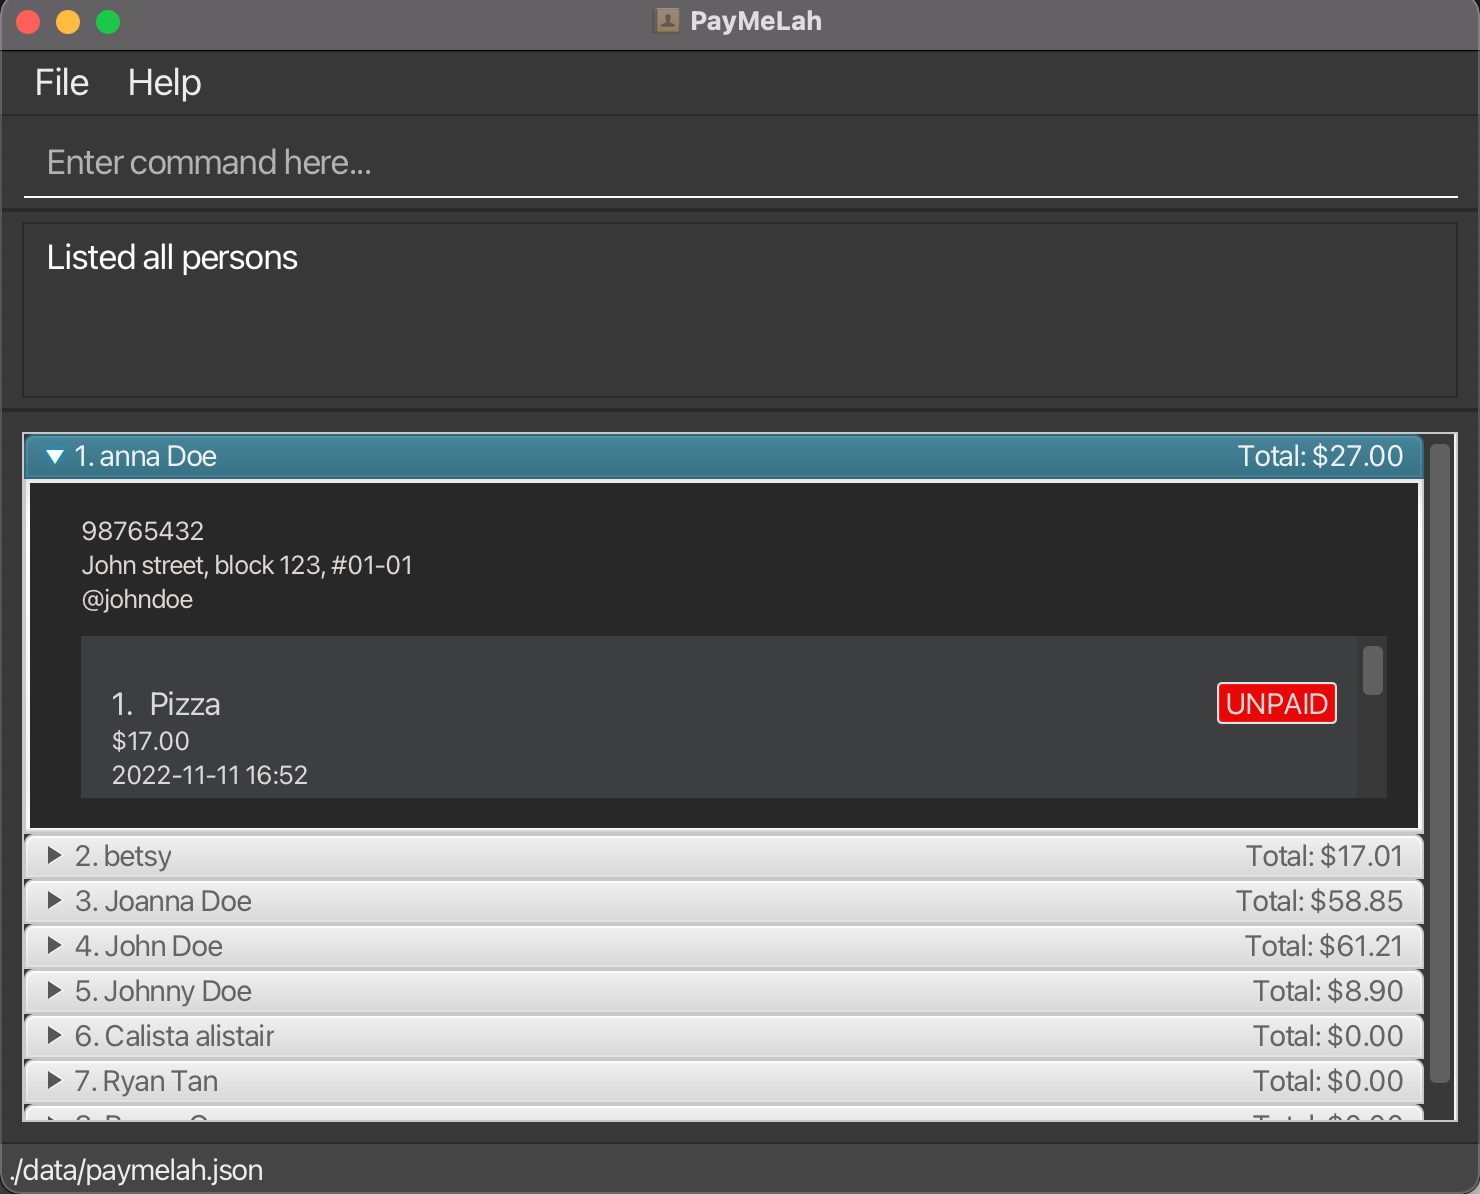 PayMeLah
File Help
Enter command here...
Listed all persons
1. anna Doe Total: $27.00
98765432
John street, block 123, #01-01
@johndoe
1. Pizza UNPAID
$17.00
2022-11-11 16:52
2. betsy Total: $17.01
3. Joanna Doe Total: $58.85
4. John Doe Total: $61.21
5. Johnny Doe Total: $8.90
6. Calista alistair Total: $0.00
7. Ryan Tan Total: $0.00
./data/paymelah.json